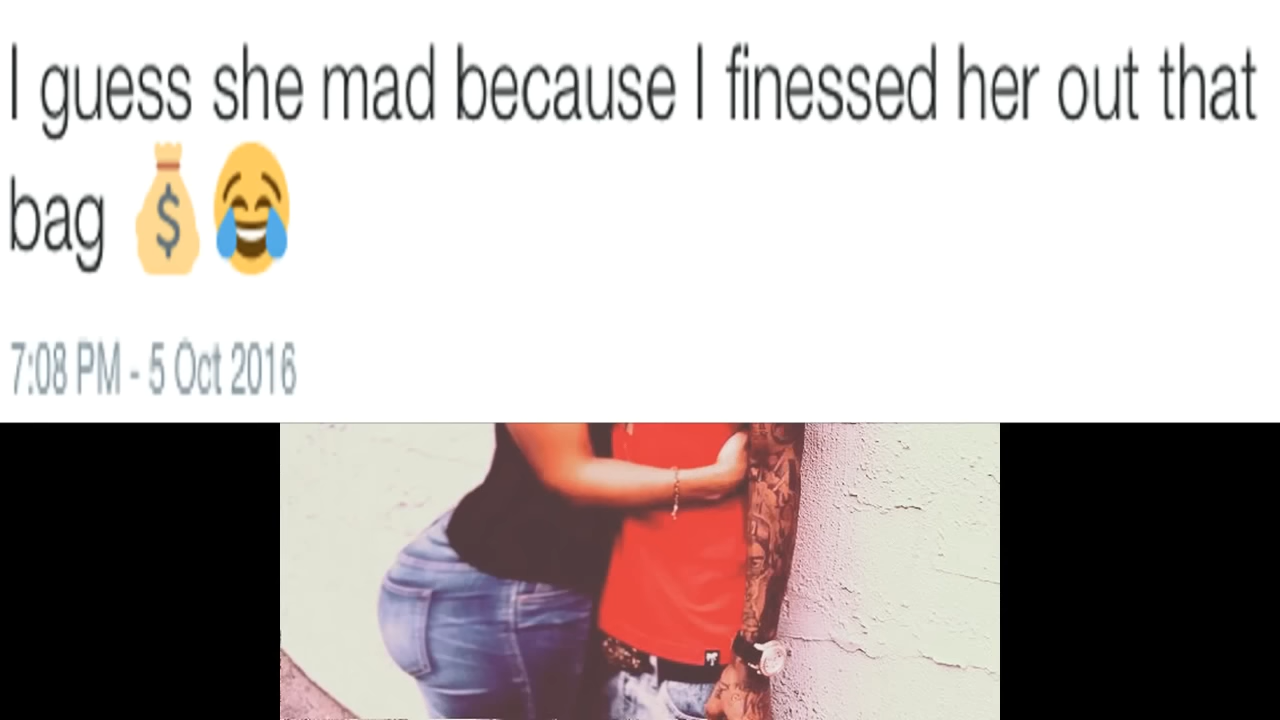 I guess she mad because I finessed her out that
bag 💰😂
7:08 PM - 5 Oct 2016